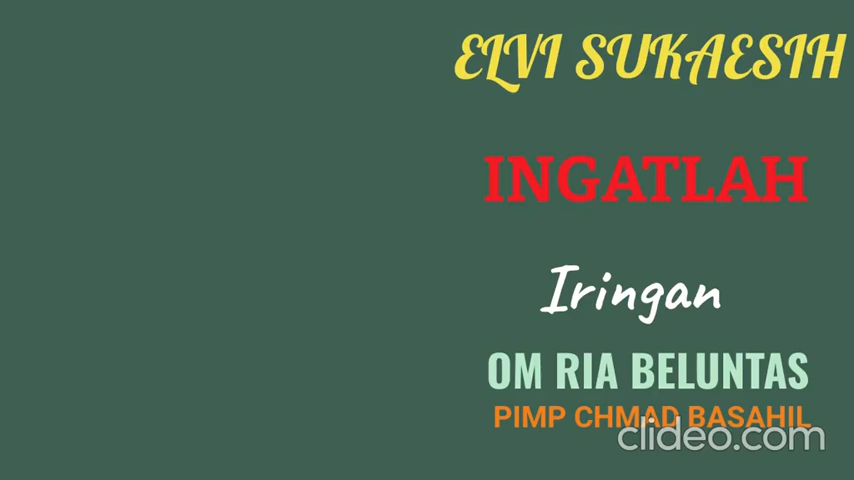 ELVI SUKAESIH
INGATLAH
Iringan
OM RIA BELUNTAS
PIMP CHMAD BASAHIL
clideo.com